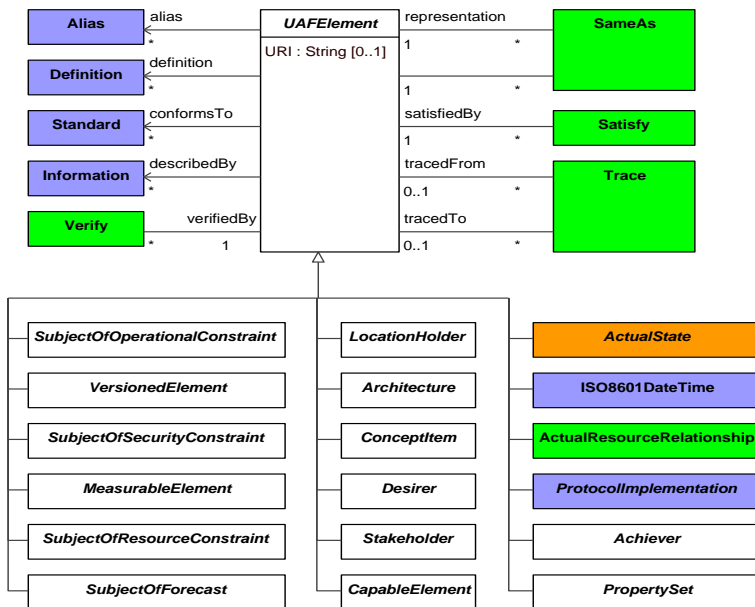 Alias
alias
*
Definition
definition
*
Standard
conformsTo
*
Information
describedBy
*
Verify
verifiedBy
*
1
UAFElement
URI : String [0..1]
representation
1
*
SameAs
1
*
satisfiedBy
1
*
Satisfy
tracedFrom
0..1
*
Trace
tracedTo
0..1
*
SubjectOfOperationalConstraint
LocationHolder
ActualState
VersionedElement
Architecture
ISO8601DateTime
SubjectOfSecurityConstraint
ConceptItem
ActualResourceRelationship
MeasurableElement
Desirer
ProtocolImplementation
SubjectOfResourceConstraint
Stakeholder
Achiever
SubjectOfForecast
CapableElement
PropertySet